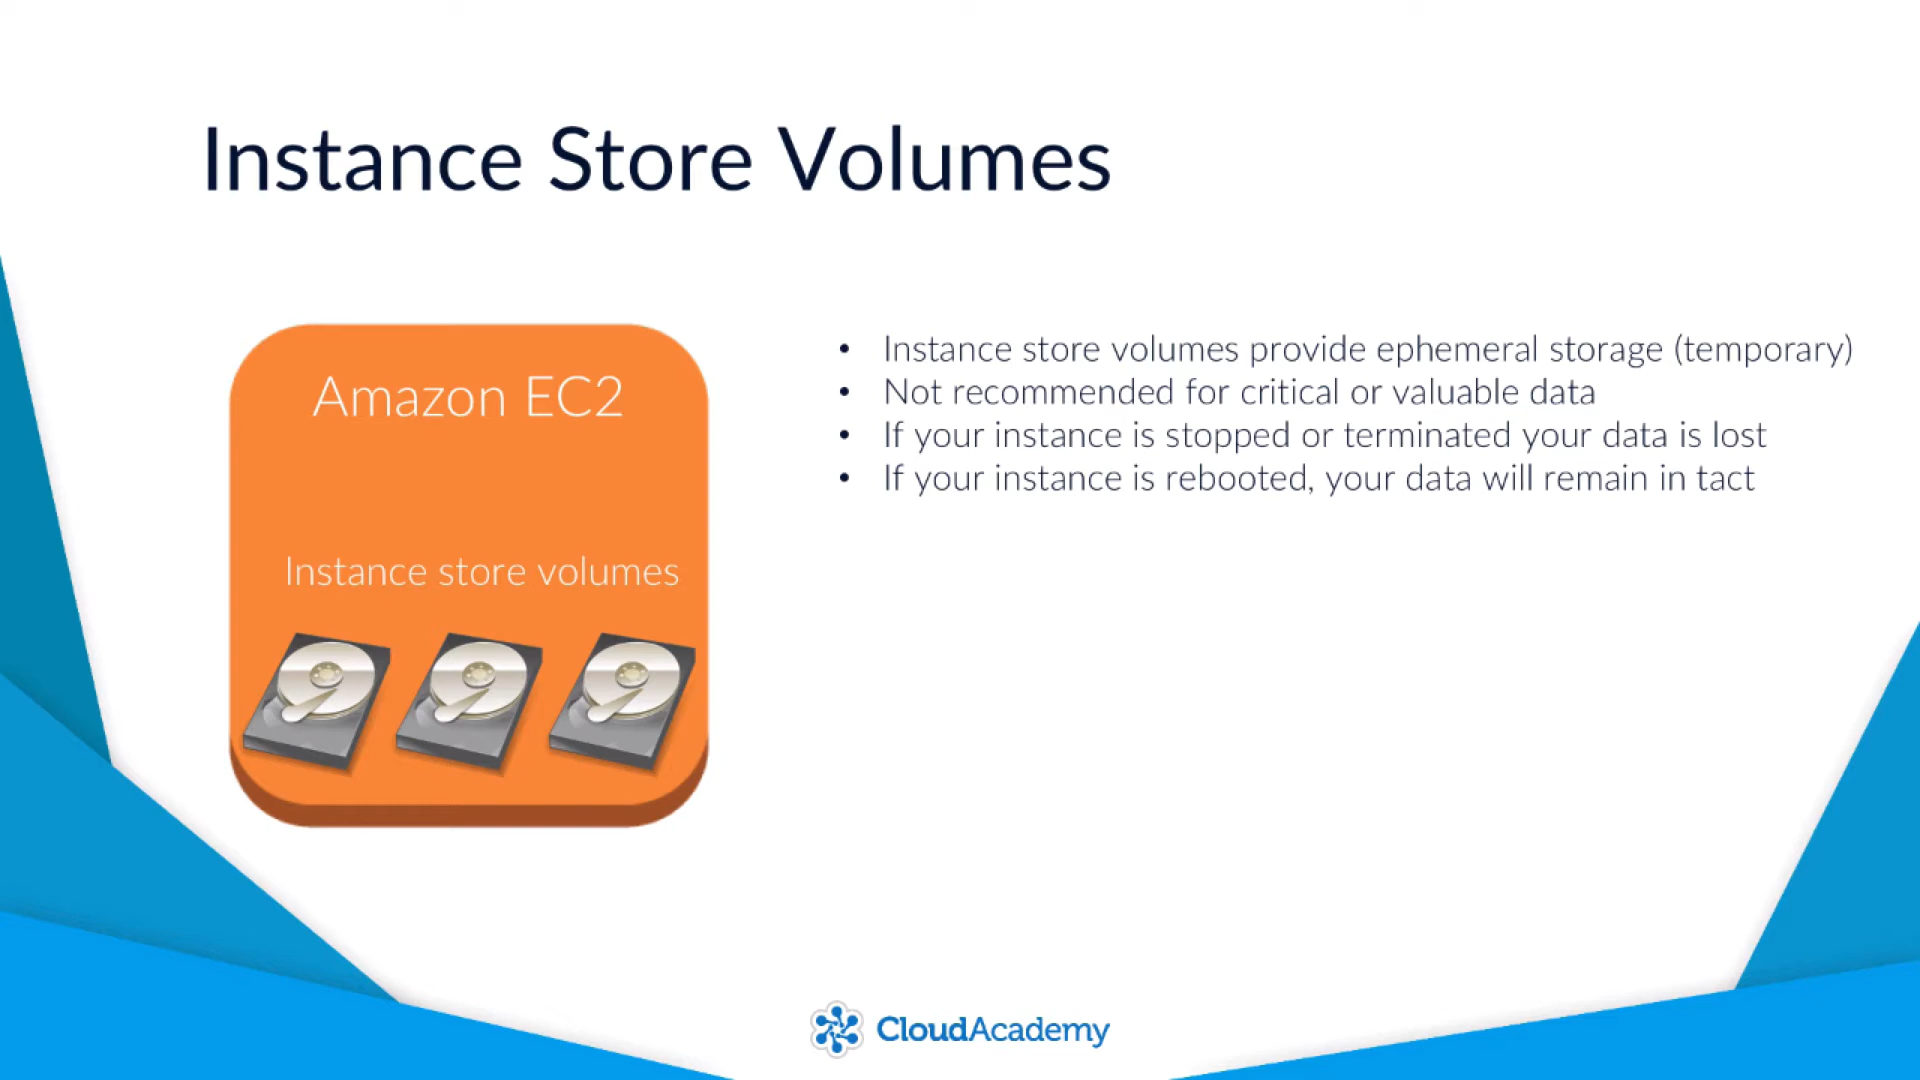 Instance Store Volumes
Amazon EC2
Instance store volumes
• Instance store volumes provide ephemeral storage (temporary)
• Not recommended for critical or valuable data
• If your instance is stopped or terminated your data is lost
• If your instance is rebooted, your data will remain in tact
CloudAcademy